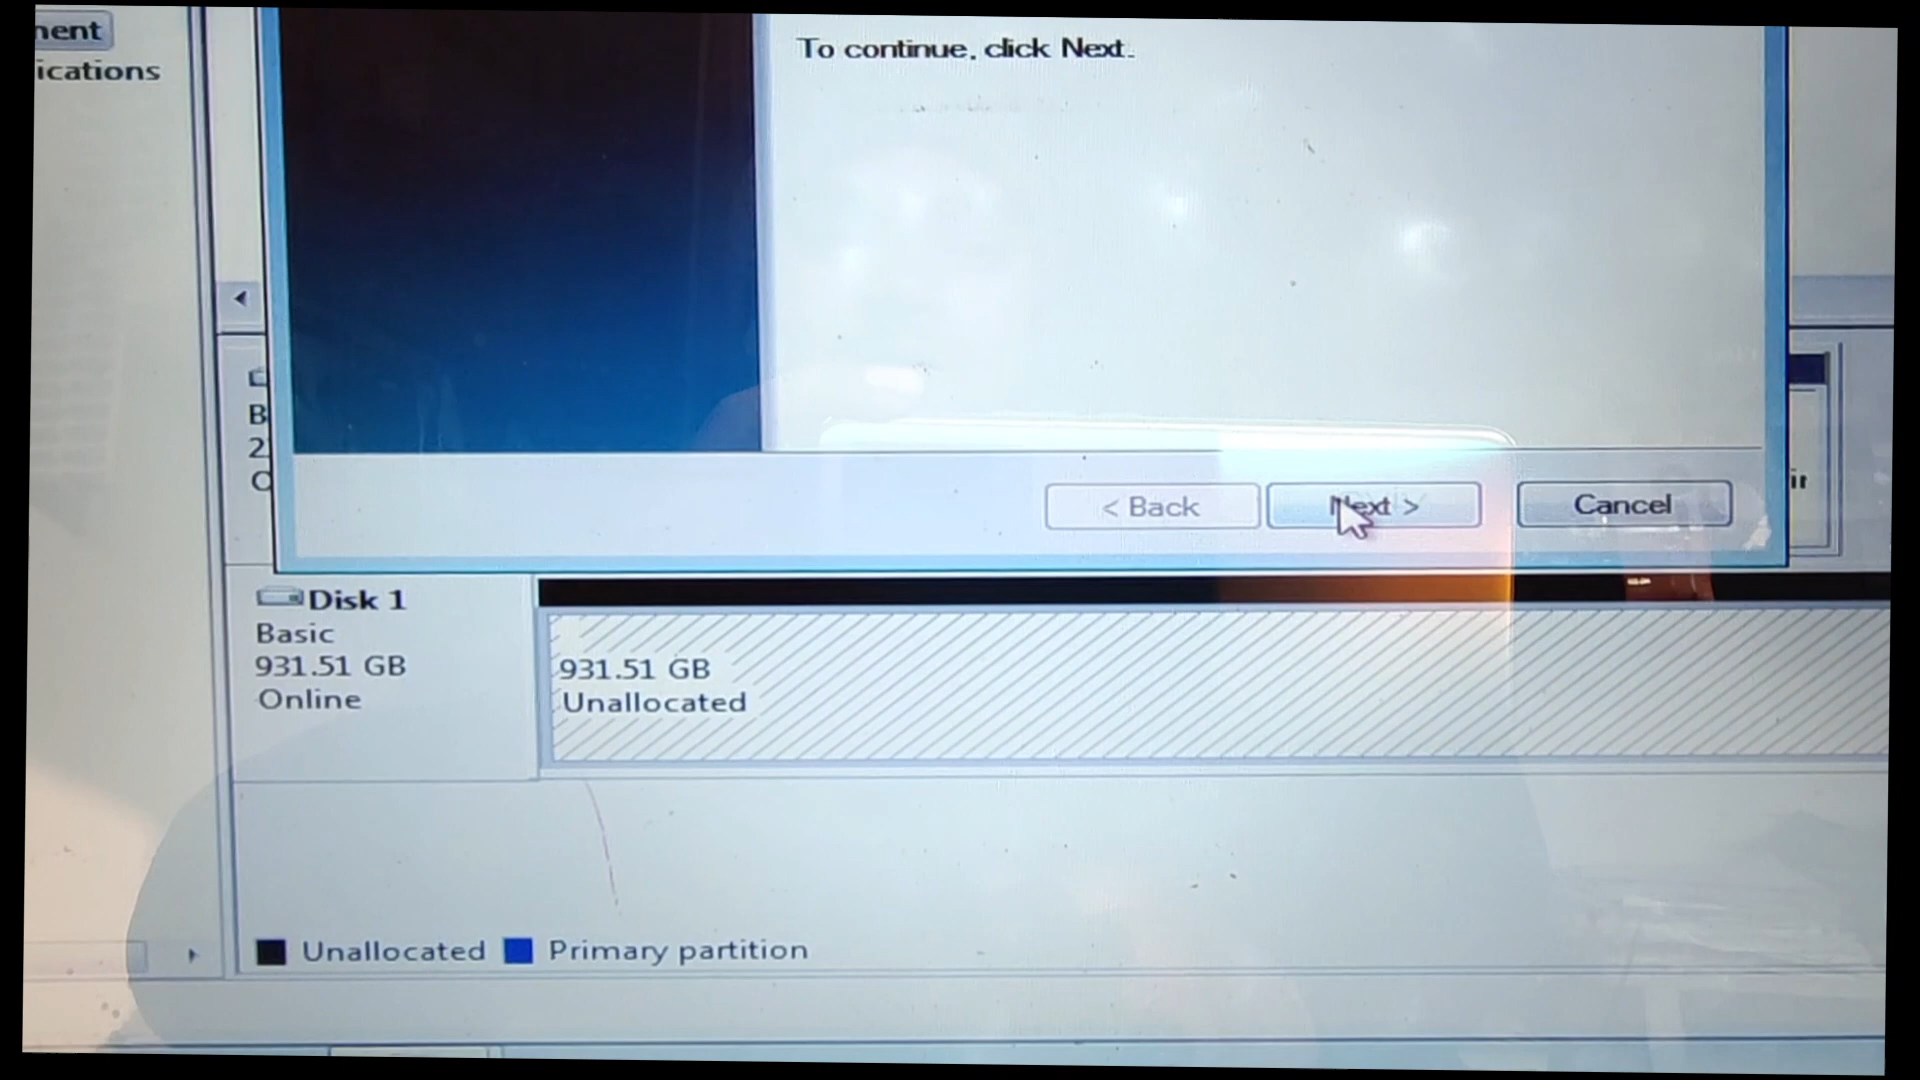 ment
ications
To continue, click Next.
< Back
Next >
Cancel
Disk 1
Basic
931.51 GB
Online
931.51 GB
Unallocated
Unallocated
Primary partition